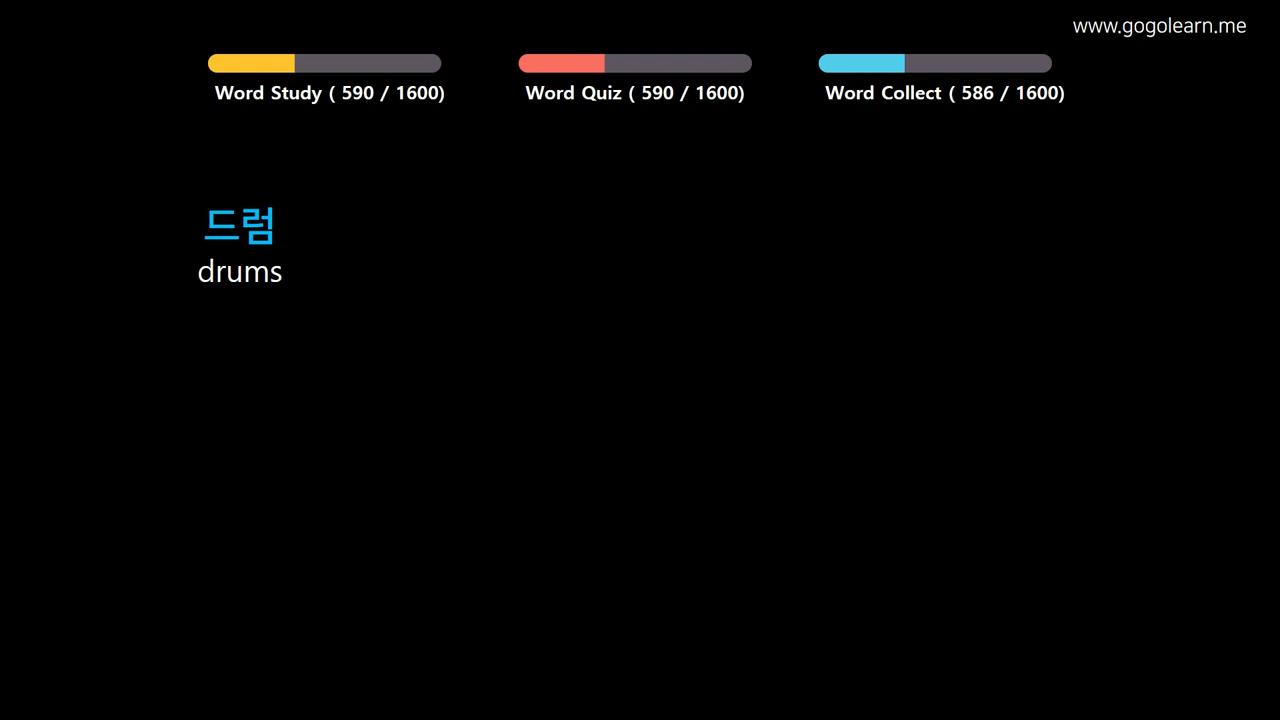 www.gogolearn.me
Word Study ( 590 / 1600)
Word Quiz ( 590 / 1600)
Word Collect ( 586 / 1600)
드럼
drums